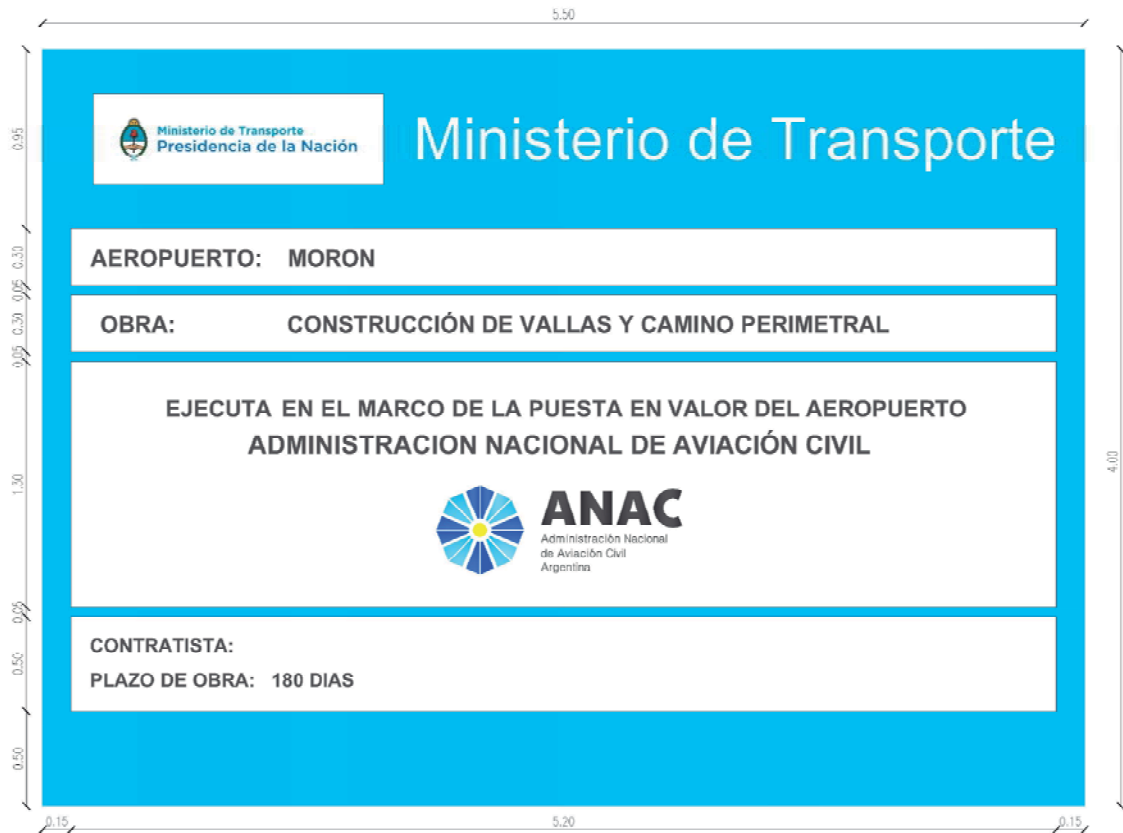 5.50
Ministerio de Transporte
Presidencia de la Nación
Ministerio de Transporte
0.95
AEROPUERTO: MORON
0.30
0.05
OBRA: CONSTRUCCIÓN DE VALLAS Y CAMINO PERIMETRAL
0.30
0.05
EJECUTA EN EL MARCO DE LA PUESTA EN VALOR DEL AEROPUERTO
ADMINISTRACION NACIONAL DE AVIACIÓN CIVIL
ANAC
Administración Nacional
de Aviación Civil
Argentina
1.30
4.00
0.05
CONTRATISTA:
PLAZO DE OBRA: 180 DIAS
0.50
0.50
0.15 5.20 0.15